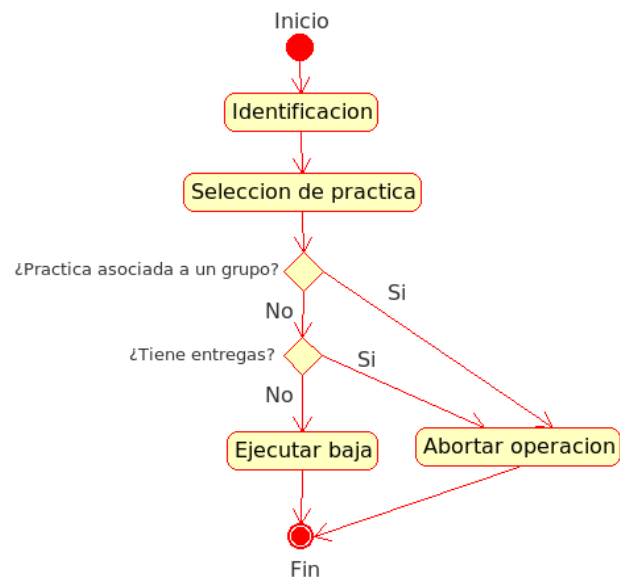 Inicio
Identificacion
Seleccion de practica
¿Practica asociada a un grupo?
Si
No
¿Tiene entregas?
Si
No
Ejecutar baja
Abortar operacion
Fin